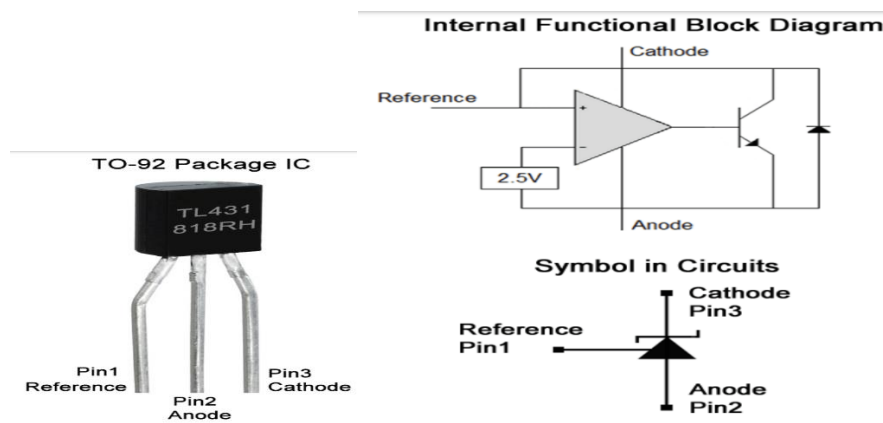 Internal Functional Block Diagram
Cathode
Reference
+
−
2.5V
Anode
TO-92 Package IC
TL431
818RH
Pin1
Reference
Pin2
Anode
Pin3
Cathode
Symbol in Circuits
Cathode
Pin3
Reference
Pin1
Anode
Pin2